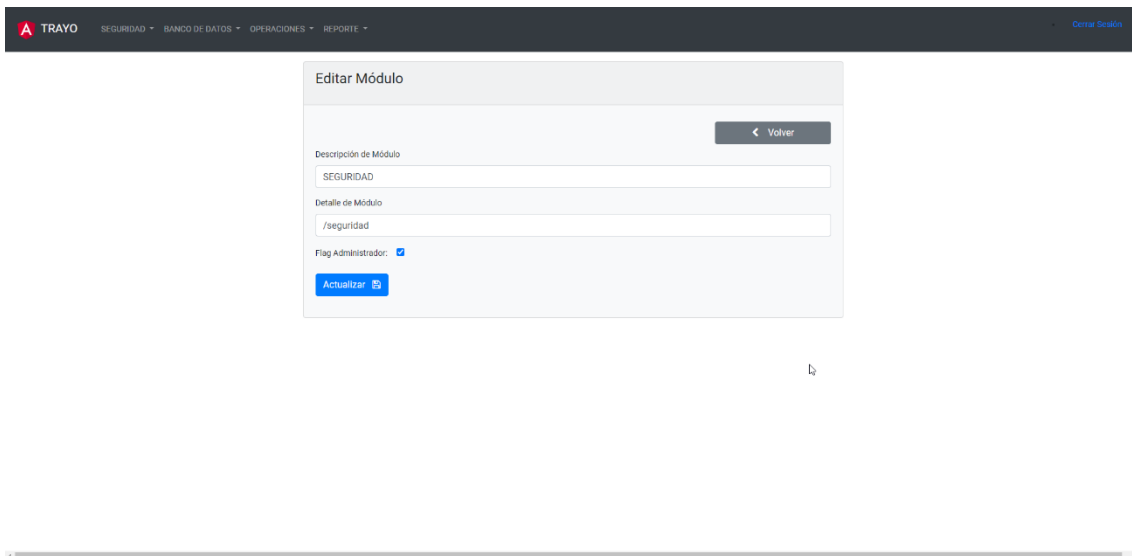 A TRAYO SEGURIDAD BANCO DE DATOS OPERACIONES REPORTE Cerrar Sesión
Editar Módulo
Volver
Descripción de Módulo
SEGURIDAD
Detalle de Módulo
/seguridad
Flag Administrador:
Actualizar